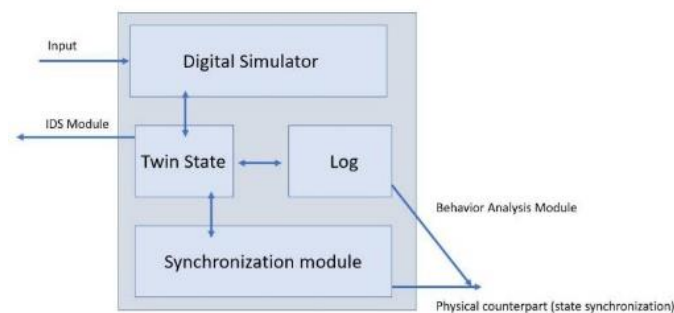 Input
Digital Simulator
IDS Module
Twin State
Log
Behavior Analysis Module
Synchronization module
Physical counterpart (state synchronization)